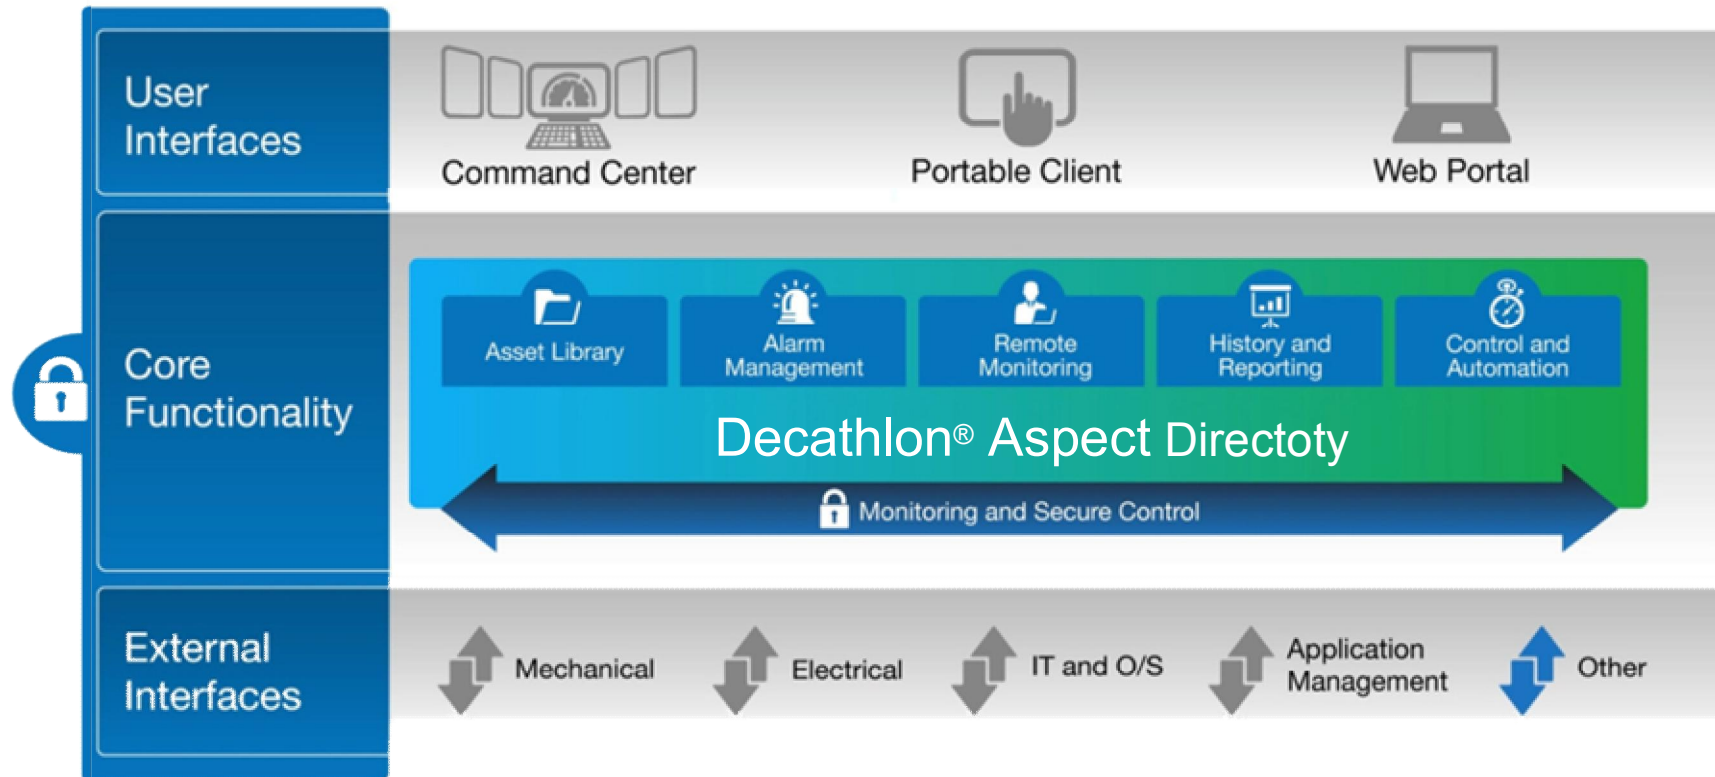 User
Interfaces
Command Center
Portable Client
Web Portal
Core
Functionality
Asset Library
Alarm
Management
Remote
Monitoring
History and
Reporting
Control and
Automation
Decathlon® Aspect Directoty
Monitoring and Secure Control
External
Interfaces
Mechanical
Electrical
IT and O/S
Application
Management
Other